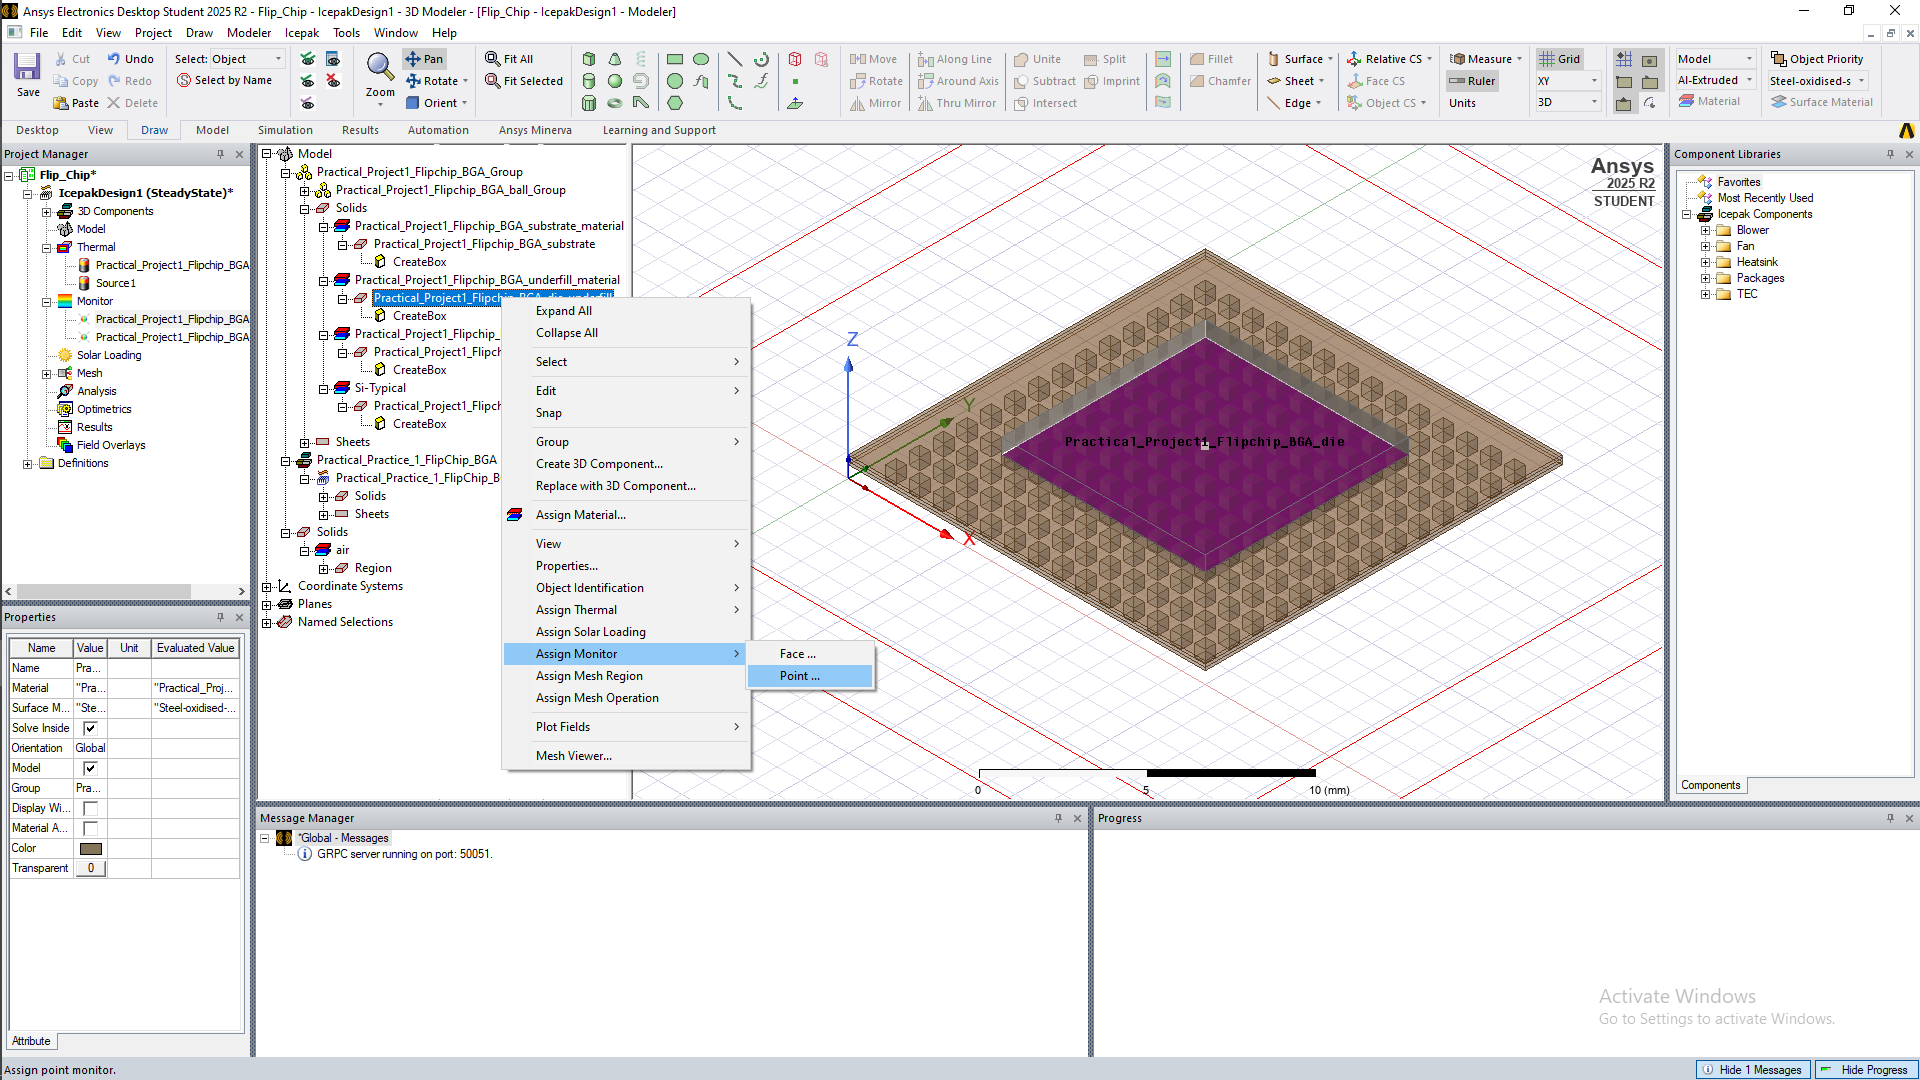 Ansys Electronics Desktop Student 2025 R2 - Flip_Chip - IcepakDesign1 - 3D Modeler - [Flip_Chip - IcepakDesign1 - Modeler]
File Edit View Project Draw Modeler Icepak Tools Window Help
Save
Cut
Copy
Paste
Undo
Redo
Delete
Select: Object
Select by Name
Zoom
Pan
Rotate
Orient
Fit All
Fit Selected
Move
Rotate
Mirror
Along Line
Around Axis
Thru Mirror
Unite
Subtract
Intersect
Split
Imprint
Fillet
Chamfer
Surface
Sheet
Edge
Relative CS
Face CS
Object CS
Measure
Ruler
Units
Grid
XY
3D
Model
AI-Extruded
Material
Object Priority
Steel-oxidised-s
Surface Material
Desktop View Draw Model Simulation Results Automation Ansys Minerva Learning and Support
Project Manager
Flip_Chip*
IcepakDesign1 (SteadyState)*
3D Components
Model
Thermal
Practical_Project1_Flipchip_BGA
Source1
Monitor
Practical_Project1_Flipchip_BGA
Practical_Project1_Flipchip_BGA
Solar Loading
Mesh
Analysis
Optimetrics
Results
Field Overlays
Definitions
Properties
Name Value Unit Evaluated Value
Name Pra...
Material "Pra... "Practical_Proj...
Surface M... "Ste... "Steel-oxidised-...
Solve Inside
Orientation Global
Model
Group Pra...
Display Wi...
Material A...
Color
Transparent 0
Attribute
Model
Practical_Project1_Flipchip_BGA_Group
Practical_Project1_Flipchip_BGA_ball_Group
Solids
Practical_Project1_Flipchip_BGA_substrate_material
Practical_Project1_Flipchip_BGA_substrate
CreateBox
Practical_Project1_Flipchip_BGA_underfill_material
Practical_Project1_Flipchip_BGA_die_underfill
CreateBox
Practical_Project1_Flipchip_
Practical_Project1_Flipch
CreateBox
Si-Typical
Practical_Project1_Flipch
CreateBox
Sheets
Practical_Practice_1_FlipChip_BGA
Practical_Practice_1_FlipChip_B
Solids
Sheets
Solids
air
Region
Coordinate Systems
Planes
Named Selections
Expand All
Collapse All
Select
Edit
Snap
Group
Create 3D Component...
Replace with 3D Component...
Assign Material...
View
Properties...
Object Identification
Assign Thermal
Assign Solar Loading
Assign Monitor
Assign Mesh Region
Assign Mesh Operation
Plot Fields
Mesh Viewer...
Face ...
Point ...
Ansys
2025 R2
STUDENT
Z
Y
X
Practical_Project1_Flipchip_BGA_die
0 5 10 (mm)
Component Libraries
Favorites
Most Recently Used
Icepak Components
Blower
Fan
Heatsink
Packages
TEC
Components
Message Manager
*Global - Messages
GRPC server running on port: 50051.
Progress
Activate Windows
Go to Settings to activate Windows.
Assign point monitor.
Hide 1 Messages
Hide Progress